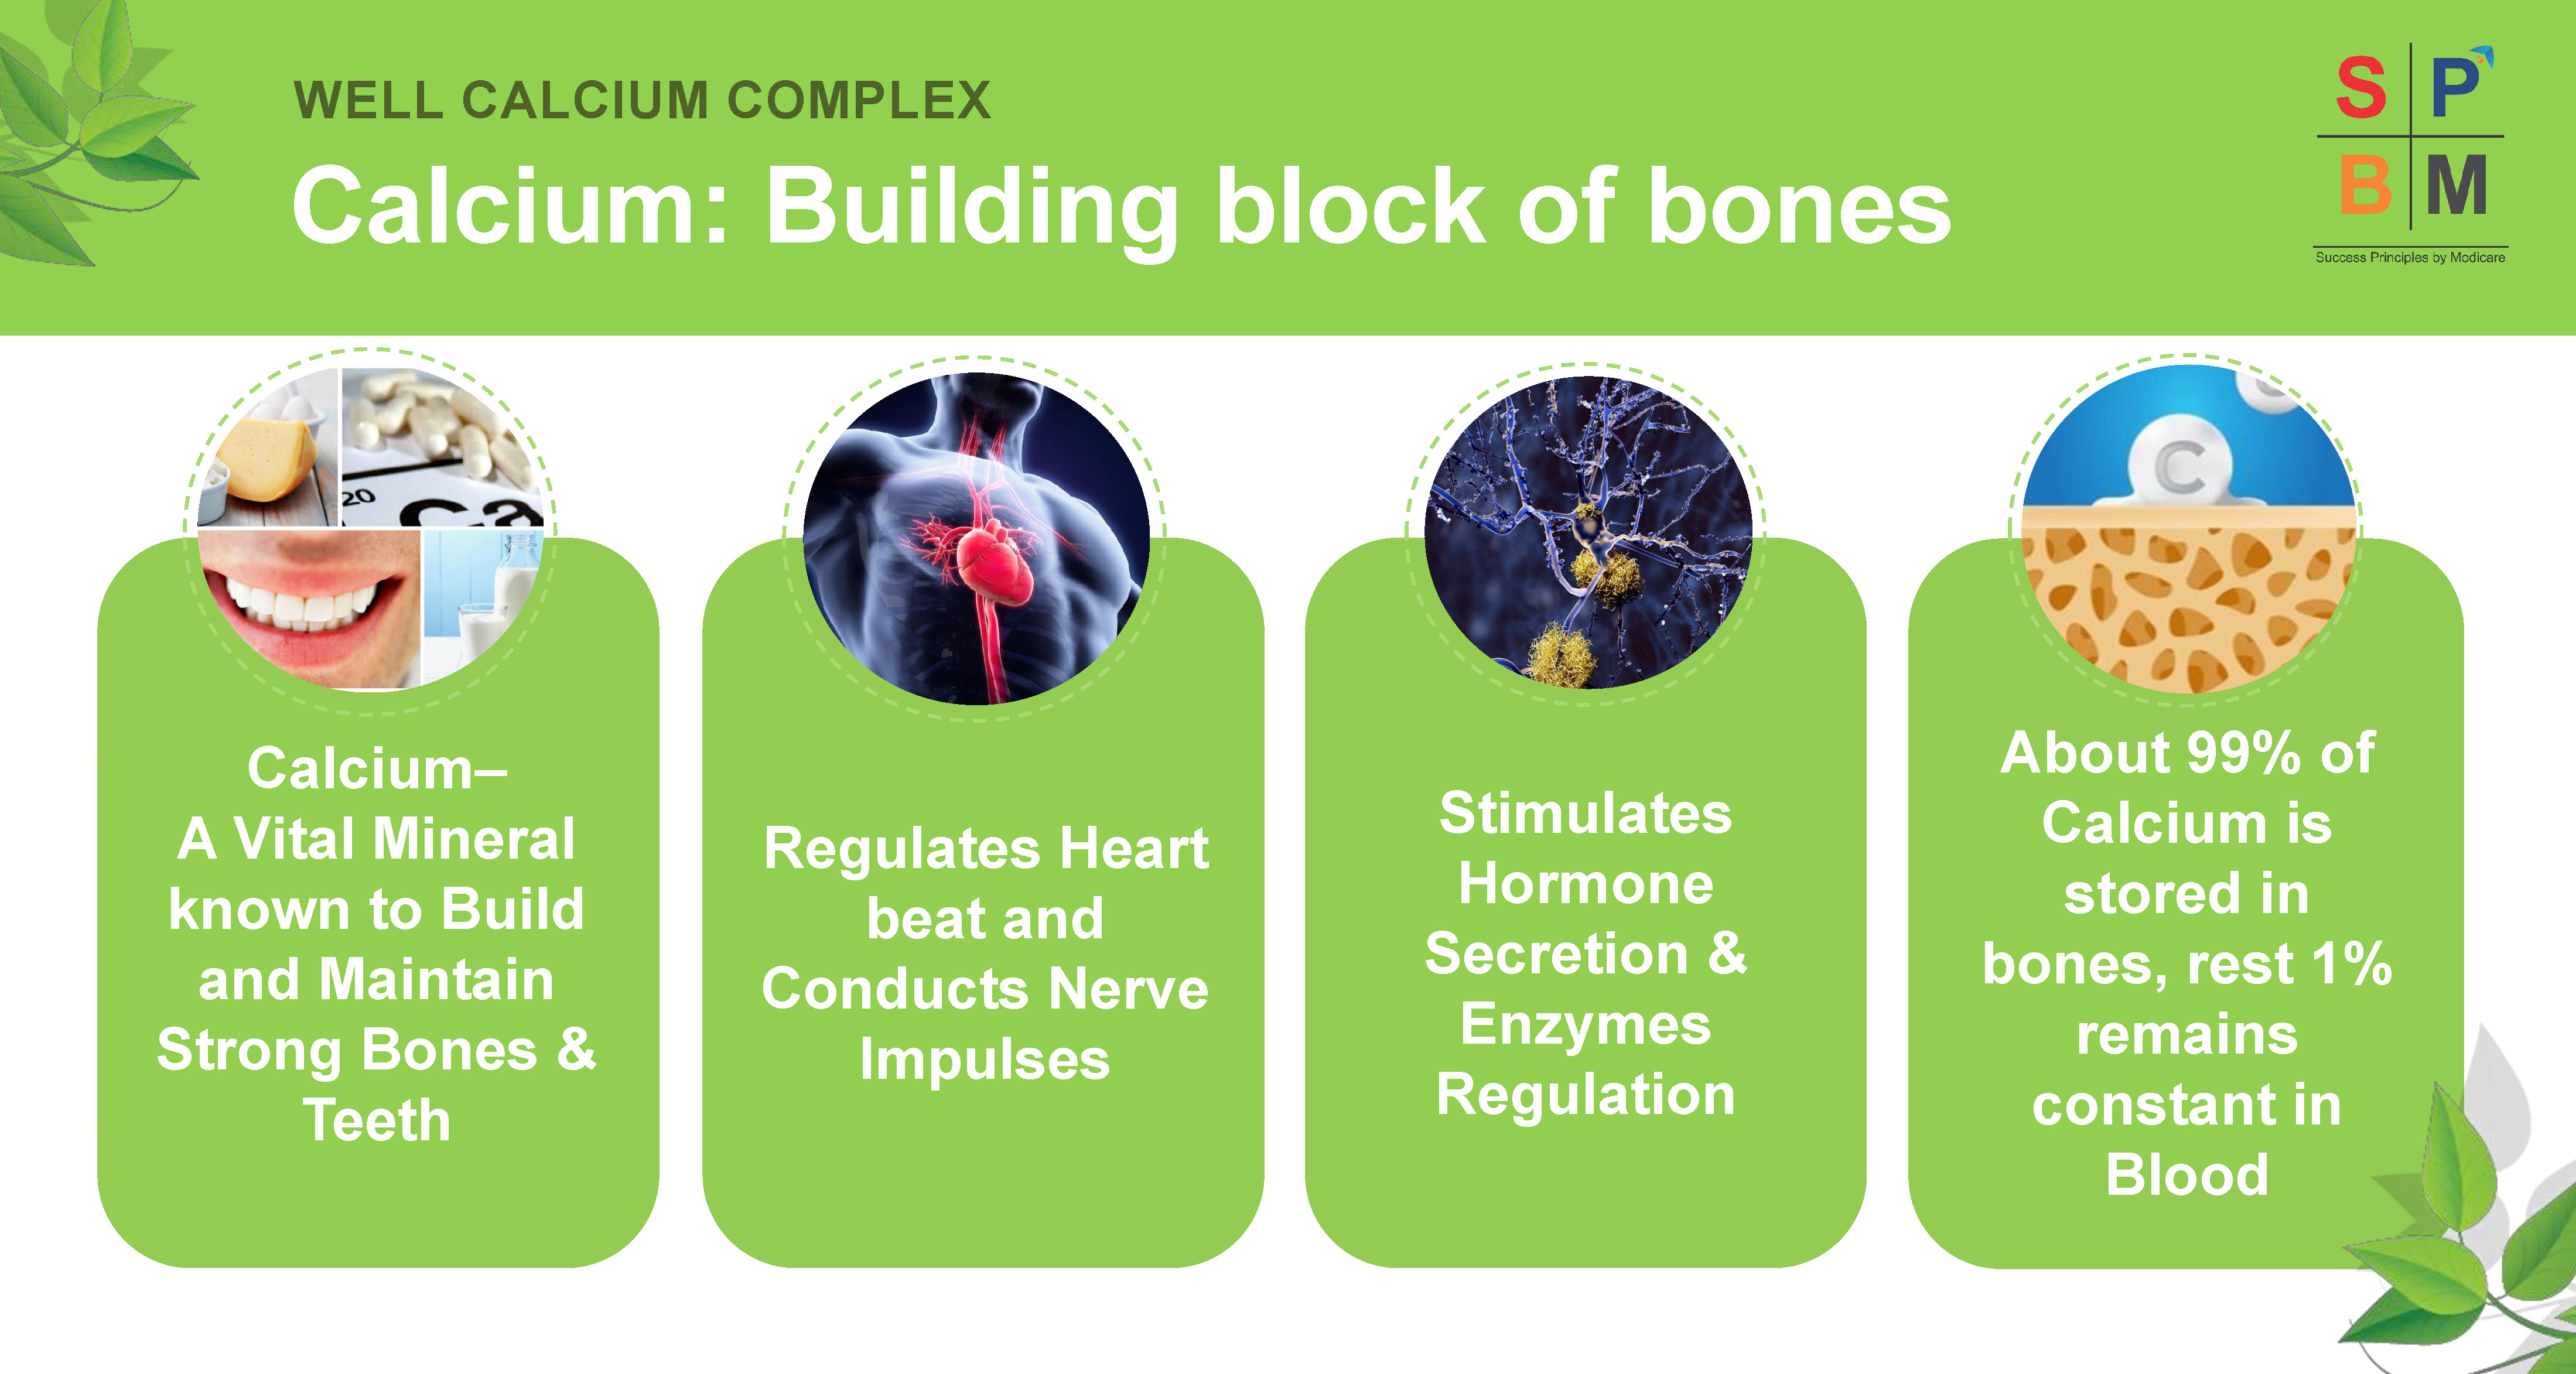 WELL CALCIUM COMPLEX
Calcium: Building block of bones
S P
B M
Success Principles by Modicare
20
Ca
C
C
Calcium–
A Vital Mineral
known to Build
and Maintain
Strong Bones &
Teeth
Regulates Heart
beat and
Conducts Nerve
Impulses
Stimulates
Hormone
Secretion &
Enzymes
Regulation
About 99% of
Calcium is
stored in
bones, rest 1%
remains
constant in
Blood